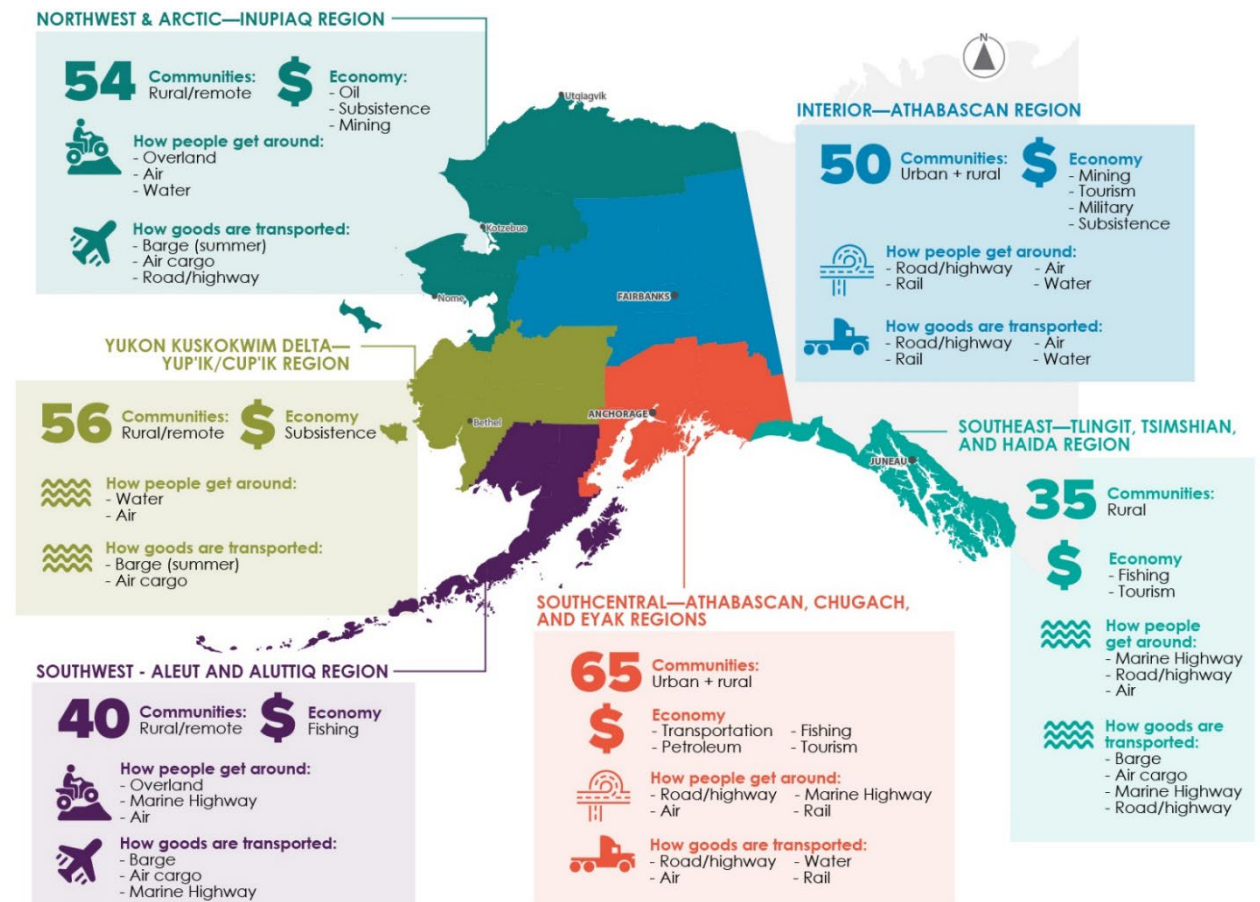 NORTHWEST & ARCTIC—INUPIAQ REGION
54
Communities:
Rural/remote
$
Economy:
- Oil
- Subsistence
- Mining
How people get around:
- Overland
- Air
- Water
How goods are transported:
- Barge (summer)
- Air cargo
- Road/highway
N
Utqiagvik
Kotzebue
Nome
FAIRBANKS
Bethel
ANCHORAGE
JUNEAU
INTERIOR—ATHABASCAN REGION
50
Communities:
Urban + rural
$
Economy
- Mining
- Tourism
- Military
- Subsistence
How people get around:
- Road/highway - Air
- Rail - Water
How goods are transported:
- Road/highway - Air
- Rail - Water
YUKON KUSKOKWIM DELTA—
YUP'IK/CUP'IK REGION
56
Communities:
Rural/remote
$
Economy
Subsistence
How people get around:
- Water
- Air
How goods are transported:
- Barge (summer)
- Air cargo
SOUTHEAST—TLINGIT, TSIMSHIAN,
AND HAIDA REGION
35
Communities:
Rural
$
Economy
- Fishing
- Tourism
How people
get around:
- Marine Highway
- Road/highway
- Air
How goods are
transported:
- Barge
- Air cargo
- Marine Highway
- Road/highway
SOUTHWEST - ALEUT AND ALUTTIQ REGION
40
Communities:
Rural/remote
$
Economy
Fishing
How people get around:
- Overland
- Marine Highway
- Air
How goods are transported:
- Barge
- Air cargo
- Marine Highway
SOUTHCENTRAL—ATHABASCAN, CHUGACH,
AND EYAK REGIONS
65
Communities:
Urban + rural
$
Economy
- Transportation - Fishing
- Petroleum - Tourism
How people get around:
- Road/highway - Marine Highway
- Air - Rail
How goods are transported:
- Road/highway - Water
- Air - Rail